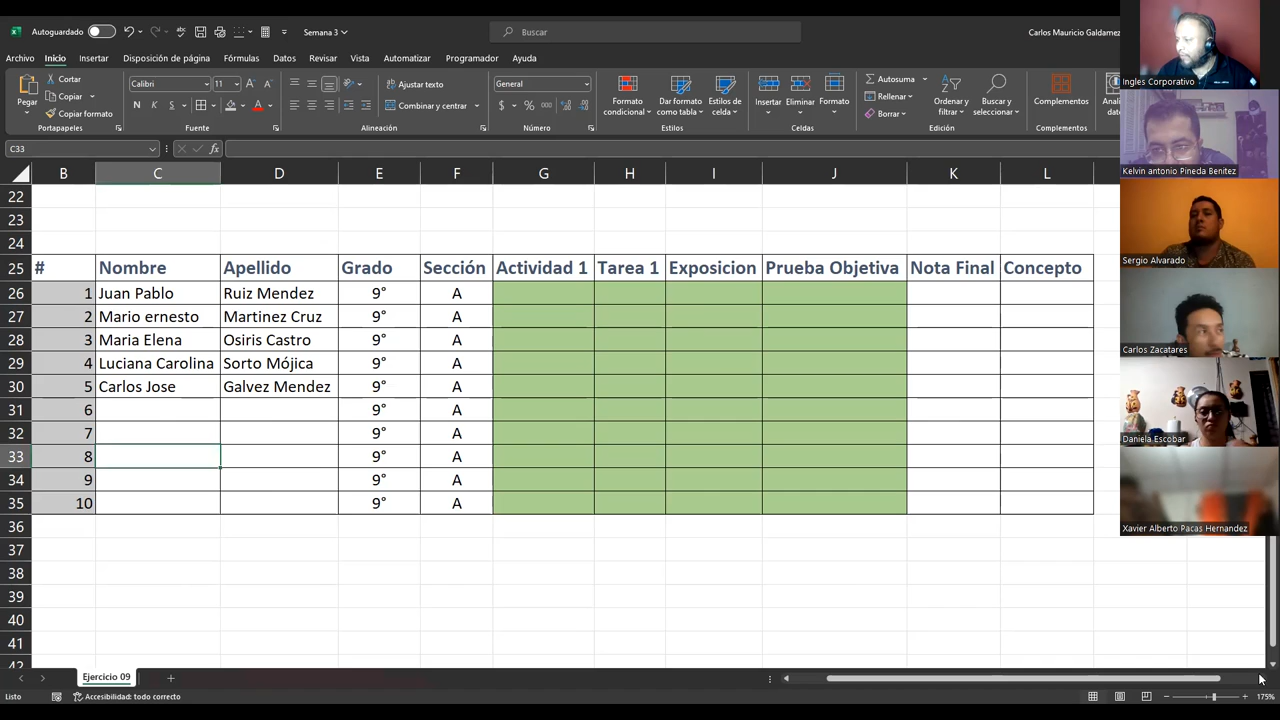 Autoguardado
Semana 3
Buscar
Carlos Mauricio Galdamez
Archivo Inicio Insertar Disposición de página Fórmulas Datos Revisar Vista Automatizar Programador Ayuda
Pegar
Cortar
Copiar
Copiar formato
Portapapeles
Calibri 11
N K S
Fuente
Ajustar texto
Combinar y centrar
Alineación
General
$ % 000
Número
Formato condicional
Dar formato como tabla
Estilos de celda
Estilos
Insertar Eliminar Formato
Celdas
Autosuma
Rellenar
Borrar
Ordenar y filtrar
Buscar y seleccionar
Edición
Complementos
Complementos
C33
fx
B C D E F G H I J K L
22
23
24
25 # Nombre Apellido Grado Sección Actividad 1 Tarea 1 Exposicion Prueba Objetiva Nota Final Concepto
26 1 Juan Pablo Ruiz Mendez 9° A
27 2 Mario ernesto Martinez Cruz 9° A
28 3 Maria Elena Osiris Castro 9° A
29 4 Luciana Carolina Sorto Mójica 9° A
30 5 Carlos Jose Galvez Mendez 9° A
31 6 9° A
32 7 9° A
33 8 9° A
34 9 9° A
35 10 9° A
36
37
38
39
40
41
42
Ejercicio 09
Listo
Accesibilidad: todo correcto
175%
Ingles Corporativo
Kelvin antonio Pineda Benitez
Sergio Alvarado
Carlos Zacatares
Daniela Escobar
Xavier Alberto Pacas Hernandez